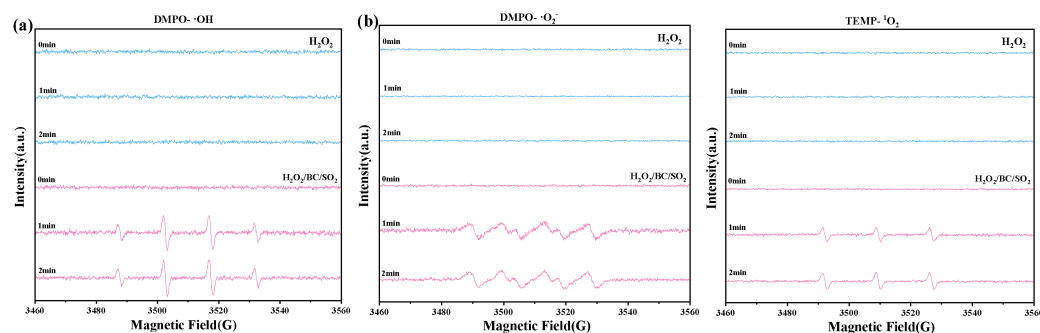 (a)
DMPO- ·OH
H₂O₂
0min
1min
2min
H₂O₂/BC/SO₂
0min
1min
2min
Intensity(a.u.)
3460 3480 3500 3520 3540 3560
Magnetic Field(G)
(b)
DMPO- ·O₂⁻
H₂O₂
0min
1min
2min
H₂O₂/BC/SO₂
0min
1min
2min
Intensity(a.u.)
3460 3480 3500 3520 3540 3560
Magnetic Field(G)
TEMP- ¹O₂
H₂O₂
0min
1min
2min
H₂O₂/BC/SO₂
0min
1min
2min
Intensity(a.u.)
3460 3480 3500 3520 3540 3560
Magnetic Field(G)